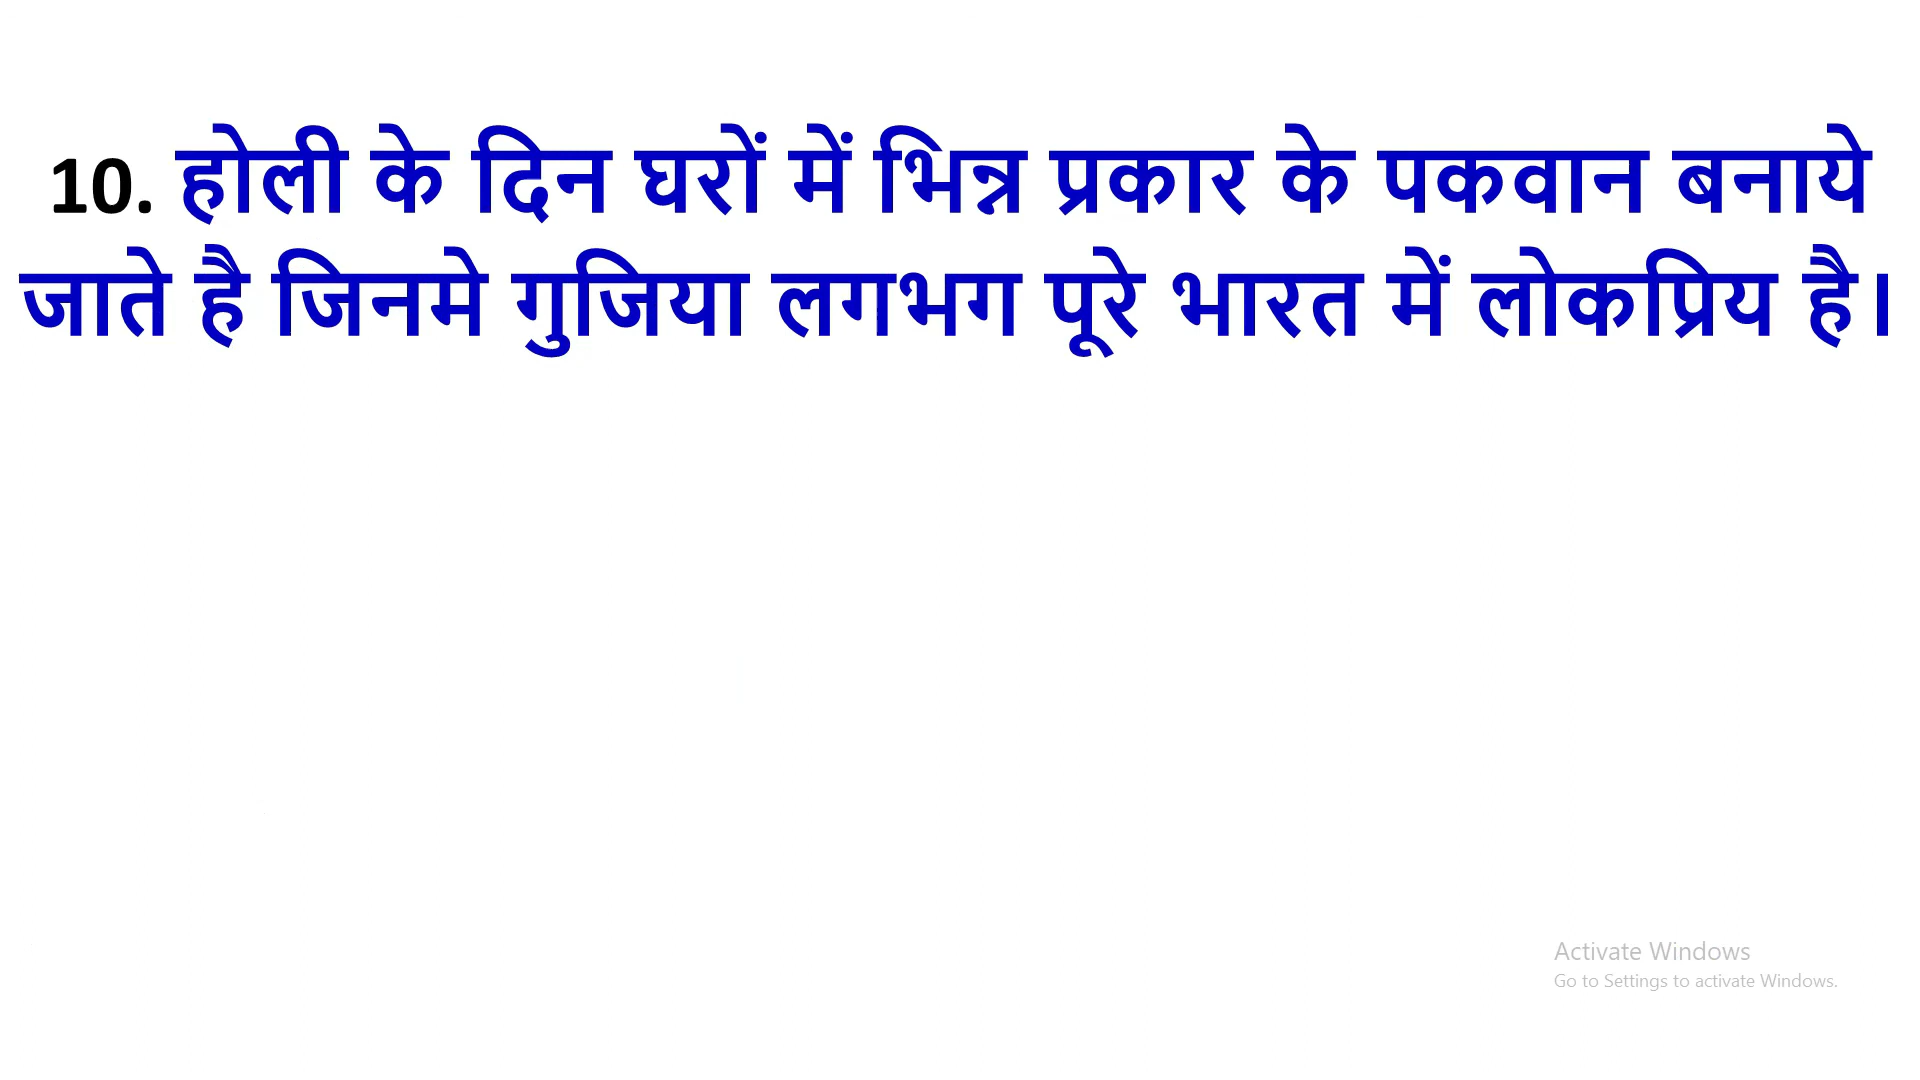 10. होली के दिन घरों में भिन्न प्रकार के पकवान बनाये
जाते है जिनमे गुजिया लगभग पूरे भारत में लोकप्रिय है।
Activate Windows
Go to Settings to activate Windows.